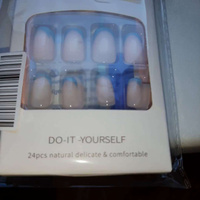 DO-IT -YOURSELF
24pcs natural delicate & comfortable